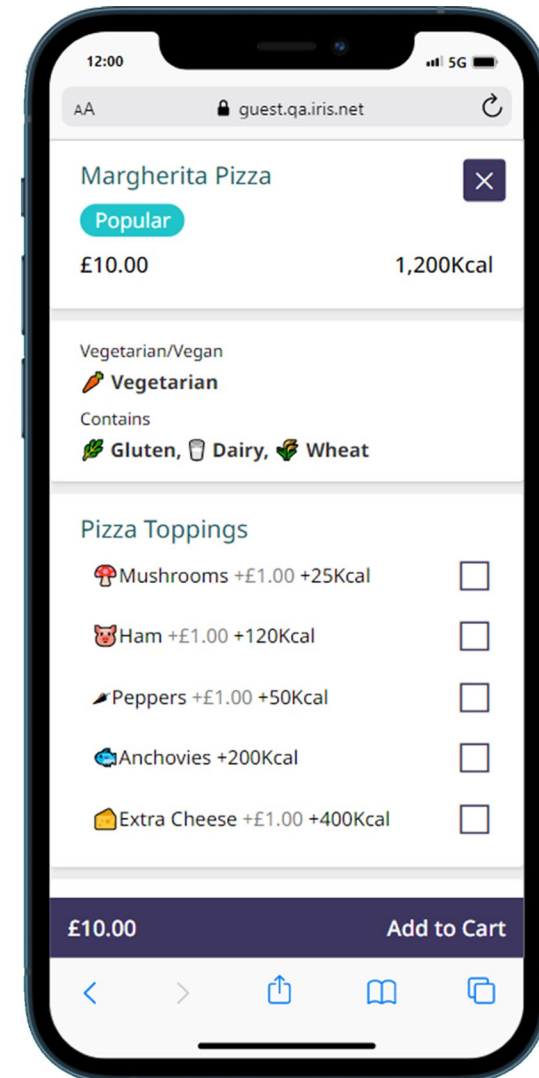 12:00
5G
AA guest.qa.iris.net
Margherita Pizza
Popular
£10.00 1,200Kcal
Vegetarian/Vegan
Vegetarian
Contains
Gluten, Dairy, Wheat
Pizza Toppings
Mushrooms +£1.00 +25Kcal
Ham +£1.00 +120Kcal
Peppers +£1.00 +50Kcal
Anchovies +200Kcal
Extra Cheese +£1.00 +400Kcal
£10.00 Add to Cart